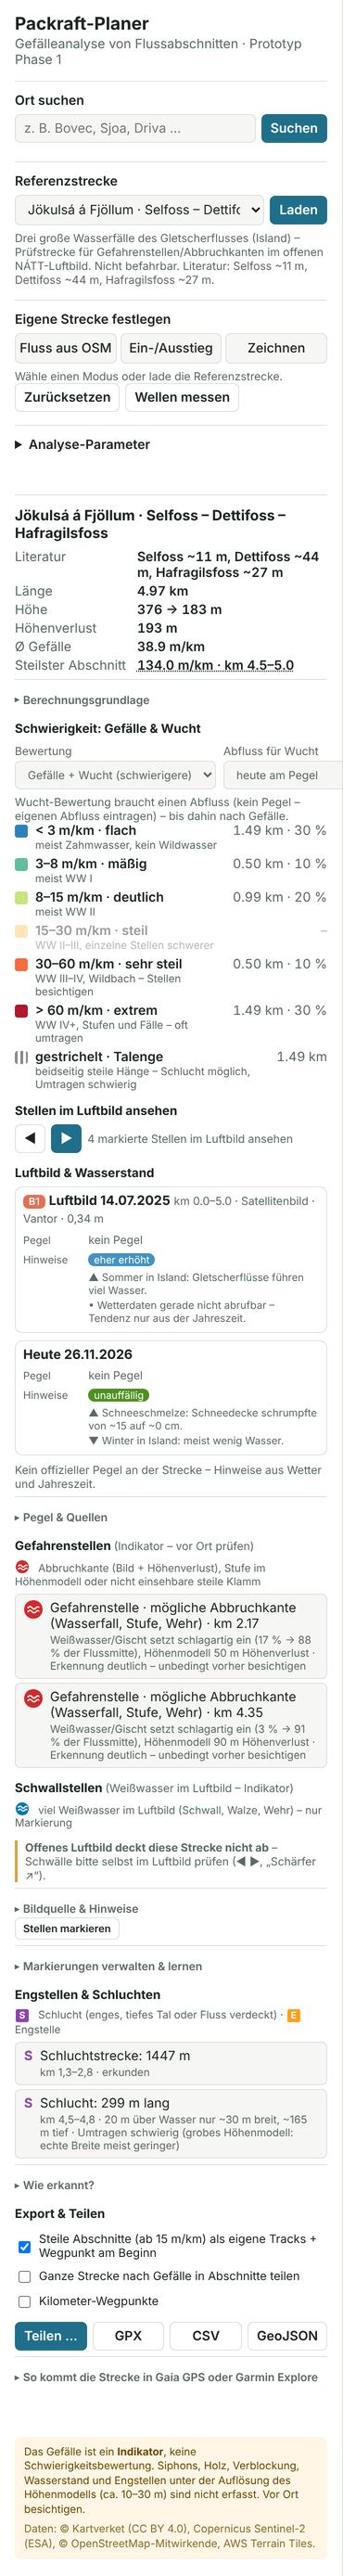 Packraft-Planer
Gefälleanalyse von Flussabschnitten · Prototyp
Phase 1
Ort suchen
z. B. Bovec, Sjoa, Driva ...
Suchen
Referenzstrecke
Jökulsá á Fjöllum · Selfoss – Dettifo
Laden
Drei große Wasserfälle des Gletscherflusses (Island) –
Prüfstrecke für Gefahrenstellen/Abbruchkanten im offenen
NÁTT-Luftbild. Nicht befahrbar. Literatur: Selfoss ~11 m,
Dettifoss ~44 m, Hafragilsfoss ~27 m.
Eigene Strecke festlegen
Fluss aus OSM
Ein-/Ausstieg
Zeichnen
Wähle einen Modus oder lade die Referenzstrecke.
Zurücksetzen
Wellen messen
▶ Analyse-Parameter
Jökulsá á Fjöllum · Selfoss – Dettifoss –
Hafragilsfoss
Literatur Selfoss ~11 m, Dettifoss ~44
m, Hafragilsfoss ~27 m
Länge 4.97 km
Höhe 376 → 183 m
Höhenverlust 193 m
Ø Gefälle 38.9 m/km
Steilster Abschnitt 134.0 m/km · km 4.5–5.0
▸ Berechnungsgrundlage
Schwierigkeit: Gefälle & Wucht
Bewertung Abfluss für Wucht
Gefälle + Wucht (schwierigere) heute am Pegel
Wucht-Bewertung braucht einen Abfluss (kein Pegel –
eigenen Abfluss eintragen) – bis dahin nach Gefälle.
< 3 m/km · flach 1.49 km · 30 %
meist Zahmwasser, kein Wildwasser
3–8 m/km · mäßig 0.50 km · 10 %
meist WW I
8–15 m/km · deutlich 0.99 km · 20 %
meist WW II
15–30 m/km · steil –
WW II–III, einzelne Stellen schwerer
30–60 m/km · sehr steil 0.50 km · 10 %
WW III–IV, Wildbach – Stellen
besichtigen
> 60 m/km · extrem 1.49 km · 30 %
WW IV+, Stufen und Fälle – oft
umtragen
gestrichelt · Talenge 1.49 km
beidseitig steile Hänge – Schlucht möglich,
Umtragen schwierig
Stellen im Luftbild ansehen
◀ ▶ 4 markierte Stellen im Luftbild ansehen
Luftbild & Wasserstand
B1 Luftbild 14.07.2025 km 0.0–5.0 · Satellitenbild ·
Vantor · 0,34 m
Pegel kein Pegel
Hinweise eher erhöht
▲ Sommer in Island: Gletscherflüsse führen
viel Wasser.
• Wetterdaten gerade nicht abrufbar –
Tendenz nur aus der Jahreszeit.
Heute 26.11.2026
Pegel kein Pegel
Hinweise unauffällig
▲ Schneeschmelze: Schneedecke schrumpfte
von ~15 auf ~0 cm.
▼ Winter in Island: meist wenig Wasser.
Kein offizieller Pegel an der Strecke – Hinweise aus Wetter
und Jahreszeit.
▸ Pegel & Quellen
Gefahrenstellen (Indikator – vor Ort prüfen)
Abbruchkante (Bild + Höhenverlust), Stufe im
Höhenmodell oder nicht einsehbare steile Klamm
Gefahrenstelle · mögliche Abbruchkante
(Wasserfall, Stufe, Wehr) · km 2.17
Weißwasser/Gischt setzt schlagartig ein (17 % → 88
% der Flussmitte), Höhenmodell 50 m Höhenverlust ·
Erkennung deutlich – unbedingt vorher besichtigen
Gefahrenstelle · mögliche Abbruchkante
(Wasserfall, Stufe, Wehr) · km 4.35
Weißwasser/Gischt setzt schlagartig ein (3 % → 91
% der Flussmitte), Höhenmodell 90 m Höhenverlust ·
Erkennung deutlich – unbedingt vorher besichtigen
Schwallstellen (Weißwasser im Luftbild – Indikator)
viel Weißwasser im Luftbild (Schwall, Walze, Wehr) – nur
Markierung
Offenes Luftbild deckt diese Strecke nicht ab –
Schwälle bitte selbst im Luftbild prüfen (◀ ▶, „Schärfer
↗“).
▸ Bildquelle & Hinweise
Stellen markieren
▸ Markierungen verwalten & lernen
Engstellen & Schluchten
S Schlucht (enges, tiefes Tal oder Fluss verdeckt) · E
Engstelle
S Schluchtstrecke: 1447 m
km 1,3–2,8 · erkunden
S Schlucht: 299 m lang
km 4,5–4,8 · 20 m über Wasser nur ~30 m breit, ~165
m tief · Umtragen schwierig (grobes Höhenmodell:
echte Breite meist geringer)
▸ Wie erkannt?
Export & Teilen
Steile Abschnitte (ab 15 m/km) als eigene Tracks +
Wegpunkt am Beginn
Ganze Strecke nach Gefälle in Abschnitte teilen
Kilometer-Wegpunkte
Teilen ...
GPX
CSV
GeoJSON
▸ So kommt die Strecke in Gaia GPS oder Garmin Explore
Das Gefälle ist ein Indikator, keine
Schwierigkeitsbewertung. Siphons, Holz, Verblockung,
Wasserstand und Engstellen unter der Auflösung des
Höhenmodells (ca. 10–30 m) sind nicht erfasst. Vor Ort
besichtigen.
Daten: © Kartverket (CC BY 4.0), Copernicus Sentinel-2
(ESA), © OpenStreetMap-Mitwirkende, AWS Terrain Tiles.